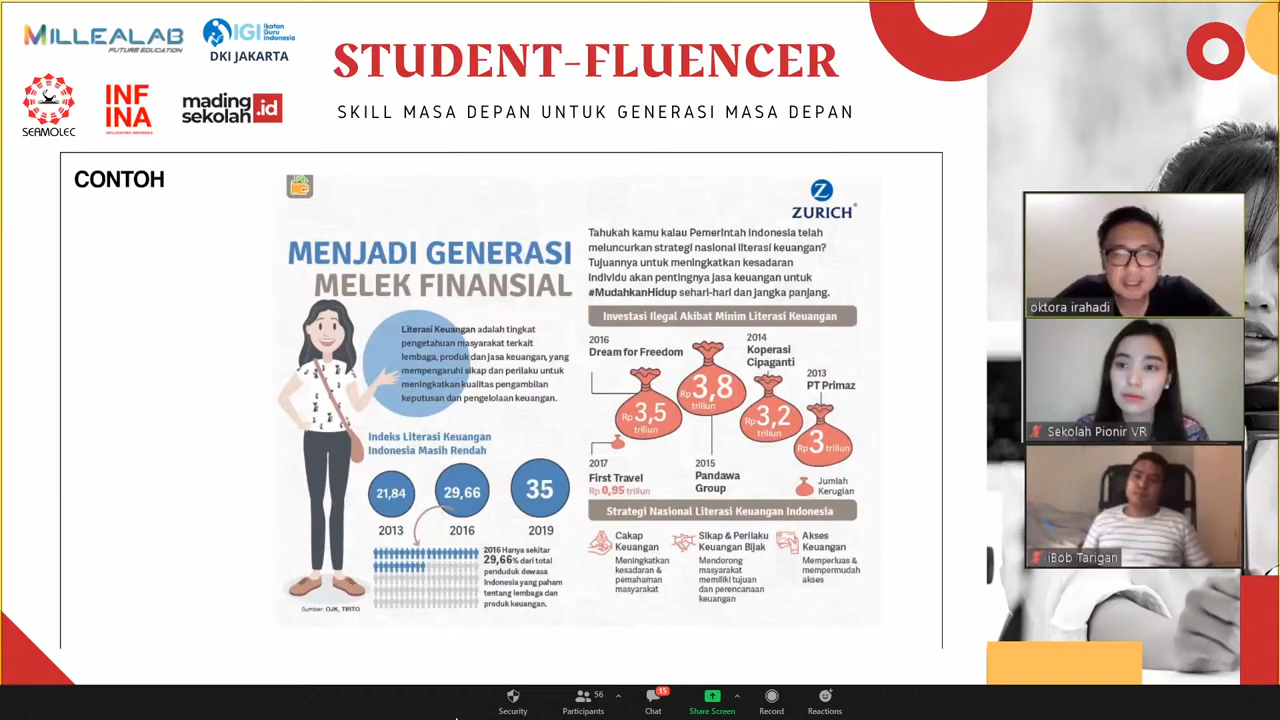 MILLEALAB
FUTURE EDUCATION
IGI
Ikatan
Guru
Indonesia
DKI JAKARTA
SEAMOLEC
INF
INA
INFLUENCER INDONESIA
mading
sekolah
.id
STUDENT-FLUENCER
SKILL MASA DEPAN UNTUK GENERASI MASA DEPAN
CONTOH
ZURICH®
MENJADI GENERASI
MELEK FINANSIAL
Literasi Keuangan adalah tingkat
pengetahuan masyarakat terkait
lembaga, produk dan jasa keuangan, yang
mempengaruhi sikap dan perilaku untuk
meningkatkan kualitas pengambilan
keputusan dan pengelolaan keuangan.
Indeks Literasi Keuangan
Indonesia Masih Rendah
21,84
29,66
35
2013
2016
2019
2016 Hanya sekitar
29,66% dari total
penduduk dewasa
Indonesia yang paham
tentang lembaga dan
produk keuangan.
Sumber: OJK, TIRTO
Tahukah kamu kalau Pemerintah Indonesia telah
meluncurkan strategi nasional literasi keuangan?
Tujuannya untuk meningkatkan kesadaran
individu akan pentingnya jasa keuangan untuk
#MudahkanHidup sehari-hari dan jangka panjang.
Investasi Ilegal Akibat Minim Literasi Keuangan
2016
Dream for Freedom
2014
Koperasi
Cipaganti
2013
PT Primaz
Rp 3,5
triliun
Rp 3,8
triliun
Rp 3,2
triliun
Rp 3
triliun
2017
First Travel
Rp 0,95 triliun
2015
Pandawa
Group
Jumlah
Kerugian
Strategi Nasional Literasi Keuangan Indonesia
Cakap
Keuangan
Meningkatkan
kesadaran &
pemahaman
masyarakat
Sikap & Perilaku
Keuangan Bijak
Mendorong
masyarakat
memiliki tujuan
dan perencanaan
keuangan
Akses
Keuangan
Memperluas &
mempermudah
akses
oktora irahadi
Sekolah Pionir VR
iBob Tarigan
Security
Participants
56
Chat
15
Share Screen
Record
Reactions